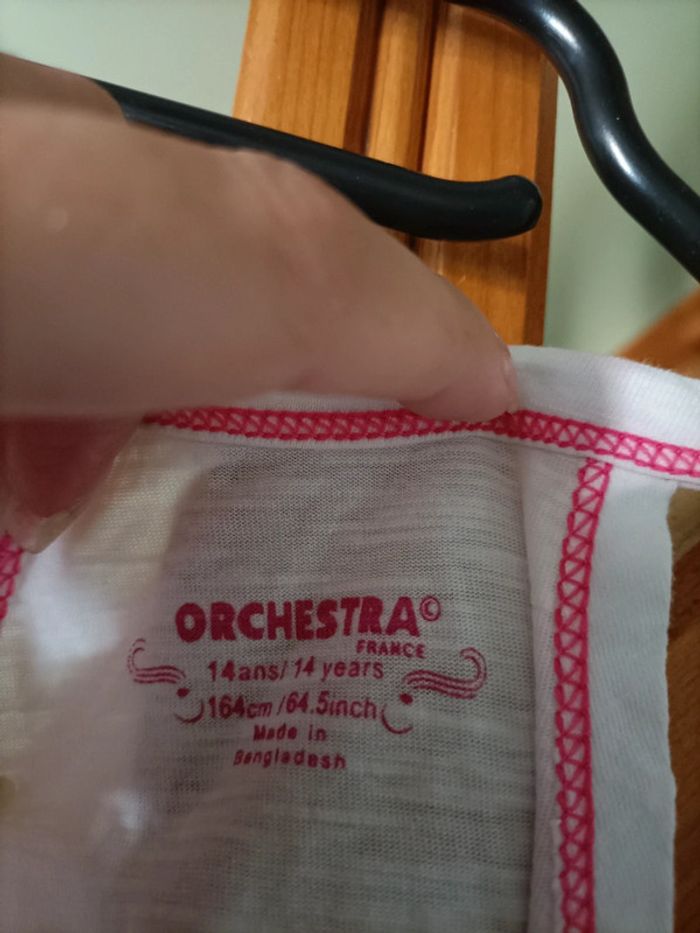 ORCHESTRA©
FRANCE
14ans/14 years
164cm/64.5inch
Made in
Bangladesh